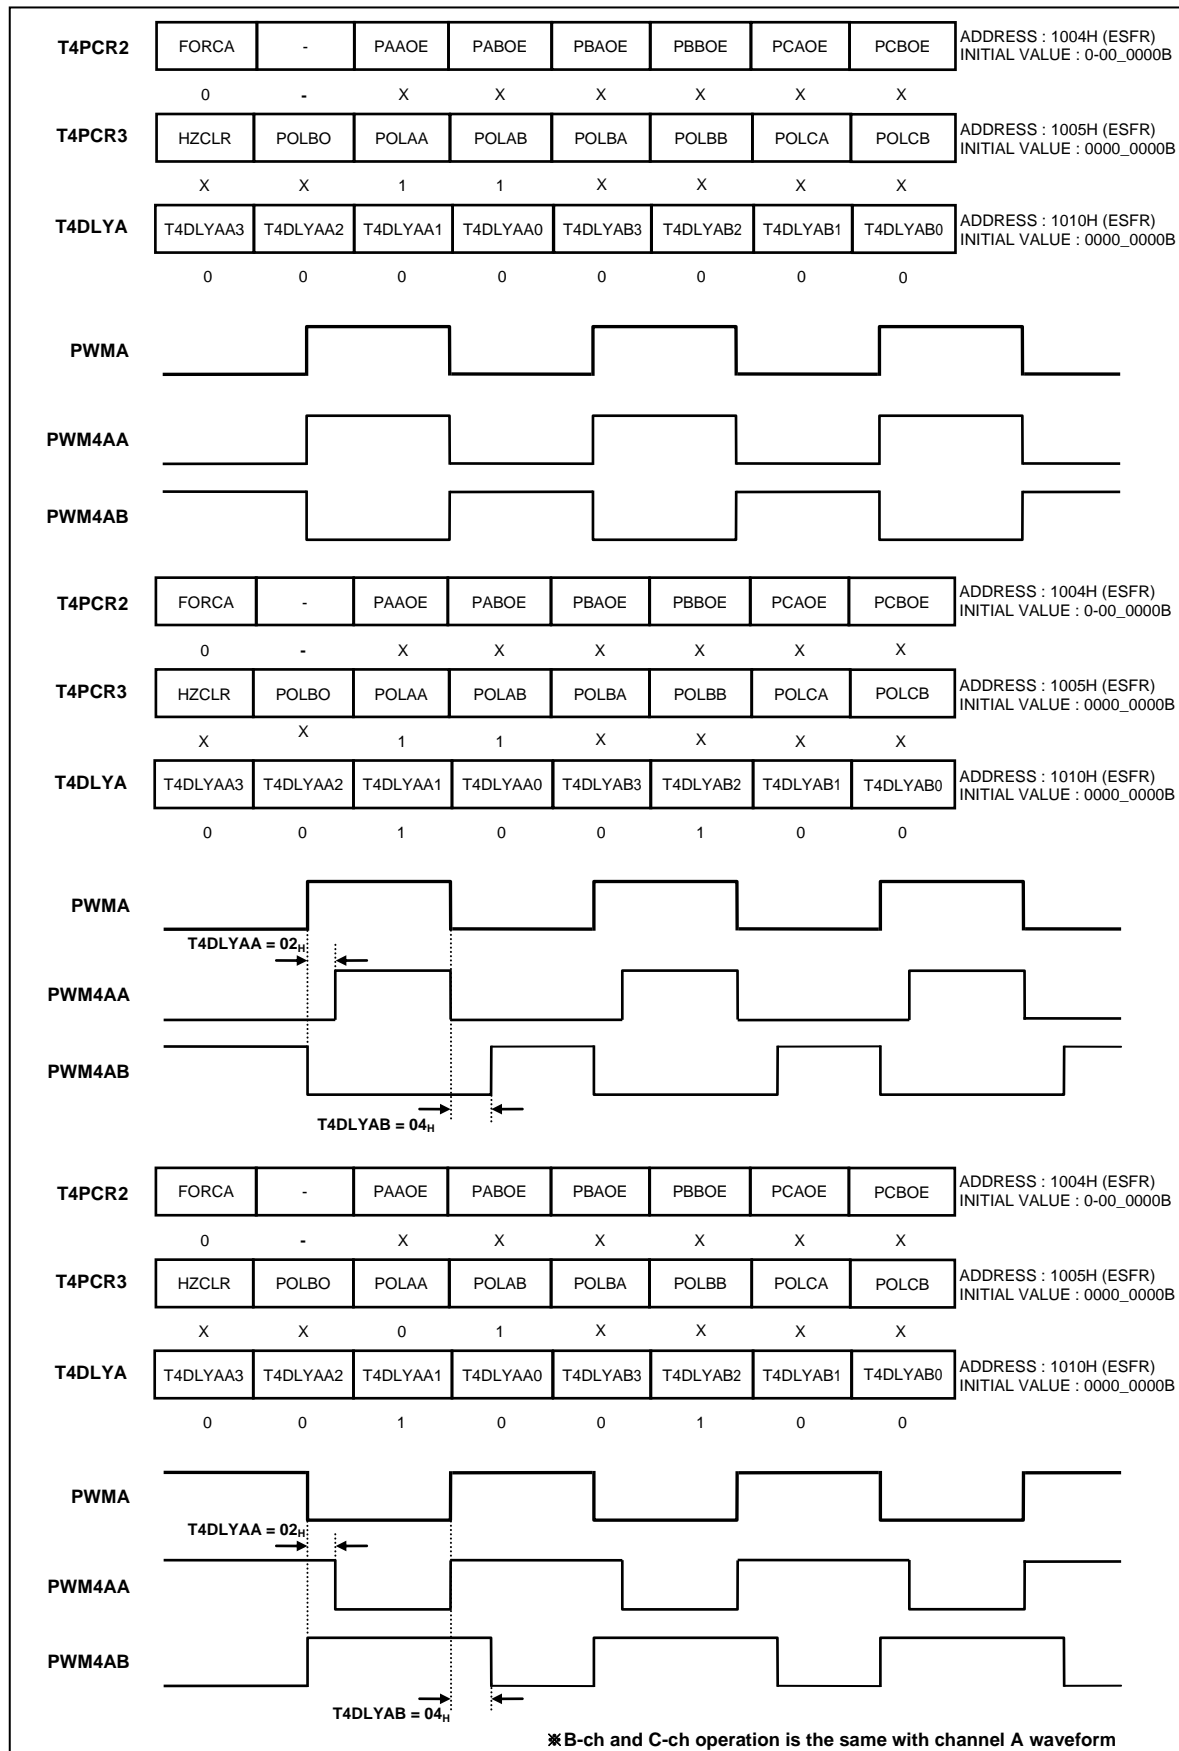 T4PCR2 FORCA - PAAOE PABOE PBAOE PBBOE PCAOE PCBOE ADDRESS : 1004H (ESFR)
INITIAL VALUE : 0-00_0000B
0 - X X X X X X
T4PCR3 HZCLR POLBO POLAA POLAB POLBA POLBB POLCA POLCB ADDRESS : 1005H (ESFR)
INITIAL VALUE : 0000_0000B
X X 1 1 X X X X
T4DLYA T4DLYAA3 T4DLYAA2 T4DLYAA1 T4DLYAA0 T4DLYAB3 T4DLYAB2 T4DLYAB1 T4DLYAB0 ADDRESS : 1010H (ESFR)
INITIAL VALUE : 0000_0000B
0 0 0 0 0 0 0 0
PWMA
PWM4AA
PWM4AB
T4PCR2 FORCA - PAAOE PABOE PBAOE PBBOE PCAOE PCBOE ADDRESS : 1004H (ESFR)
INITIAL VALUE : 0-00_0000B
0 - X X X X X X
T4PCR3 HZCLR POLBO POLAA POLAB POLBA POLBB POLCA POLCB ADDRESS : 1005H (ESFR)
INITIAL VALUE : 0000_0000B
X X 1 1 X X X X
T4DLYA T4DLYAA3 T4DLYAA2 T4DLYAA1 T4DLYAA0 T4DLYAB3 T4DLYAB2 T4DLYAB1 T4DLYAB0 ADDRESS : 1010H (ESFR)
INITIAL VALUE : 0000_0000B
0 0 1 0 0 1 0 0
PWMA
T4DLYAA = 02H
PWM4AA
PWM4AB
T4DLYAB = 04H
T4PCR2 FORCA - PAAOE PABOE PBAOE PBBOE PCAOE PCBOE ADDRESS : 1004H (ESFR)
INITIAL VALUE : 0-00_0000B
0 - X X X X X X
T4PCR3 HZCLR POLBO POLAA POLAB POLBA POLBB POLCA POLCB ADDRESS : 1005H (ESFR)
INITIAL VALUE : 0000_0000B
X X 0 1 X X X X
T4DLYA T4DLYAA3 T4DLYAA2 T4DLYAA1 T4DLYAA0 T4DLYAB3 T4DLYAB2 T4DLYAB1 T4DLYAB0 ADDRESS : 1010H (ESFR)
INITIAL VALUE : 0000_0000B
0 0 1 0 0 1 0 0
PWMA
T4DLYAA = 02H
PWM4AA
PWM4AB
T4DLYAB = 04H
※B-ch and C-ch operation is the same with channel A waveform